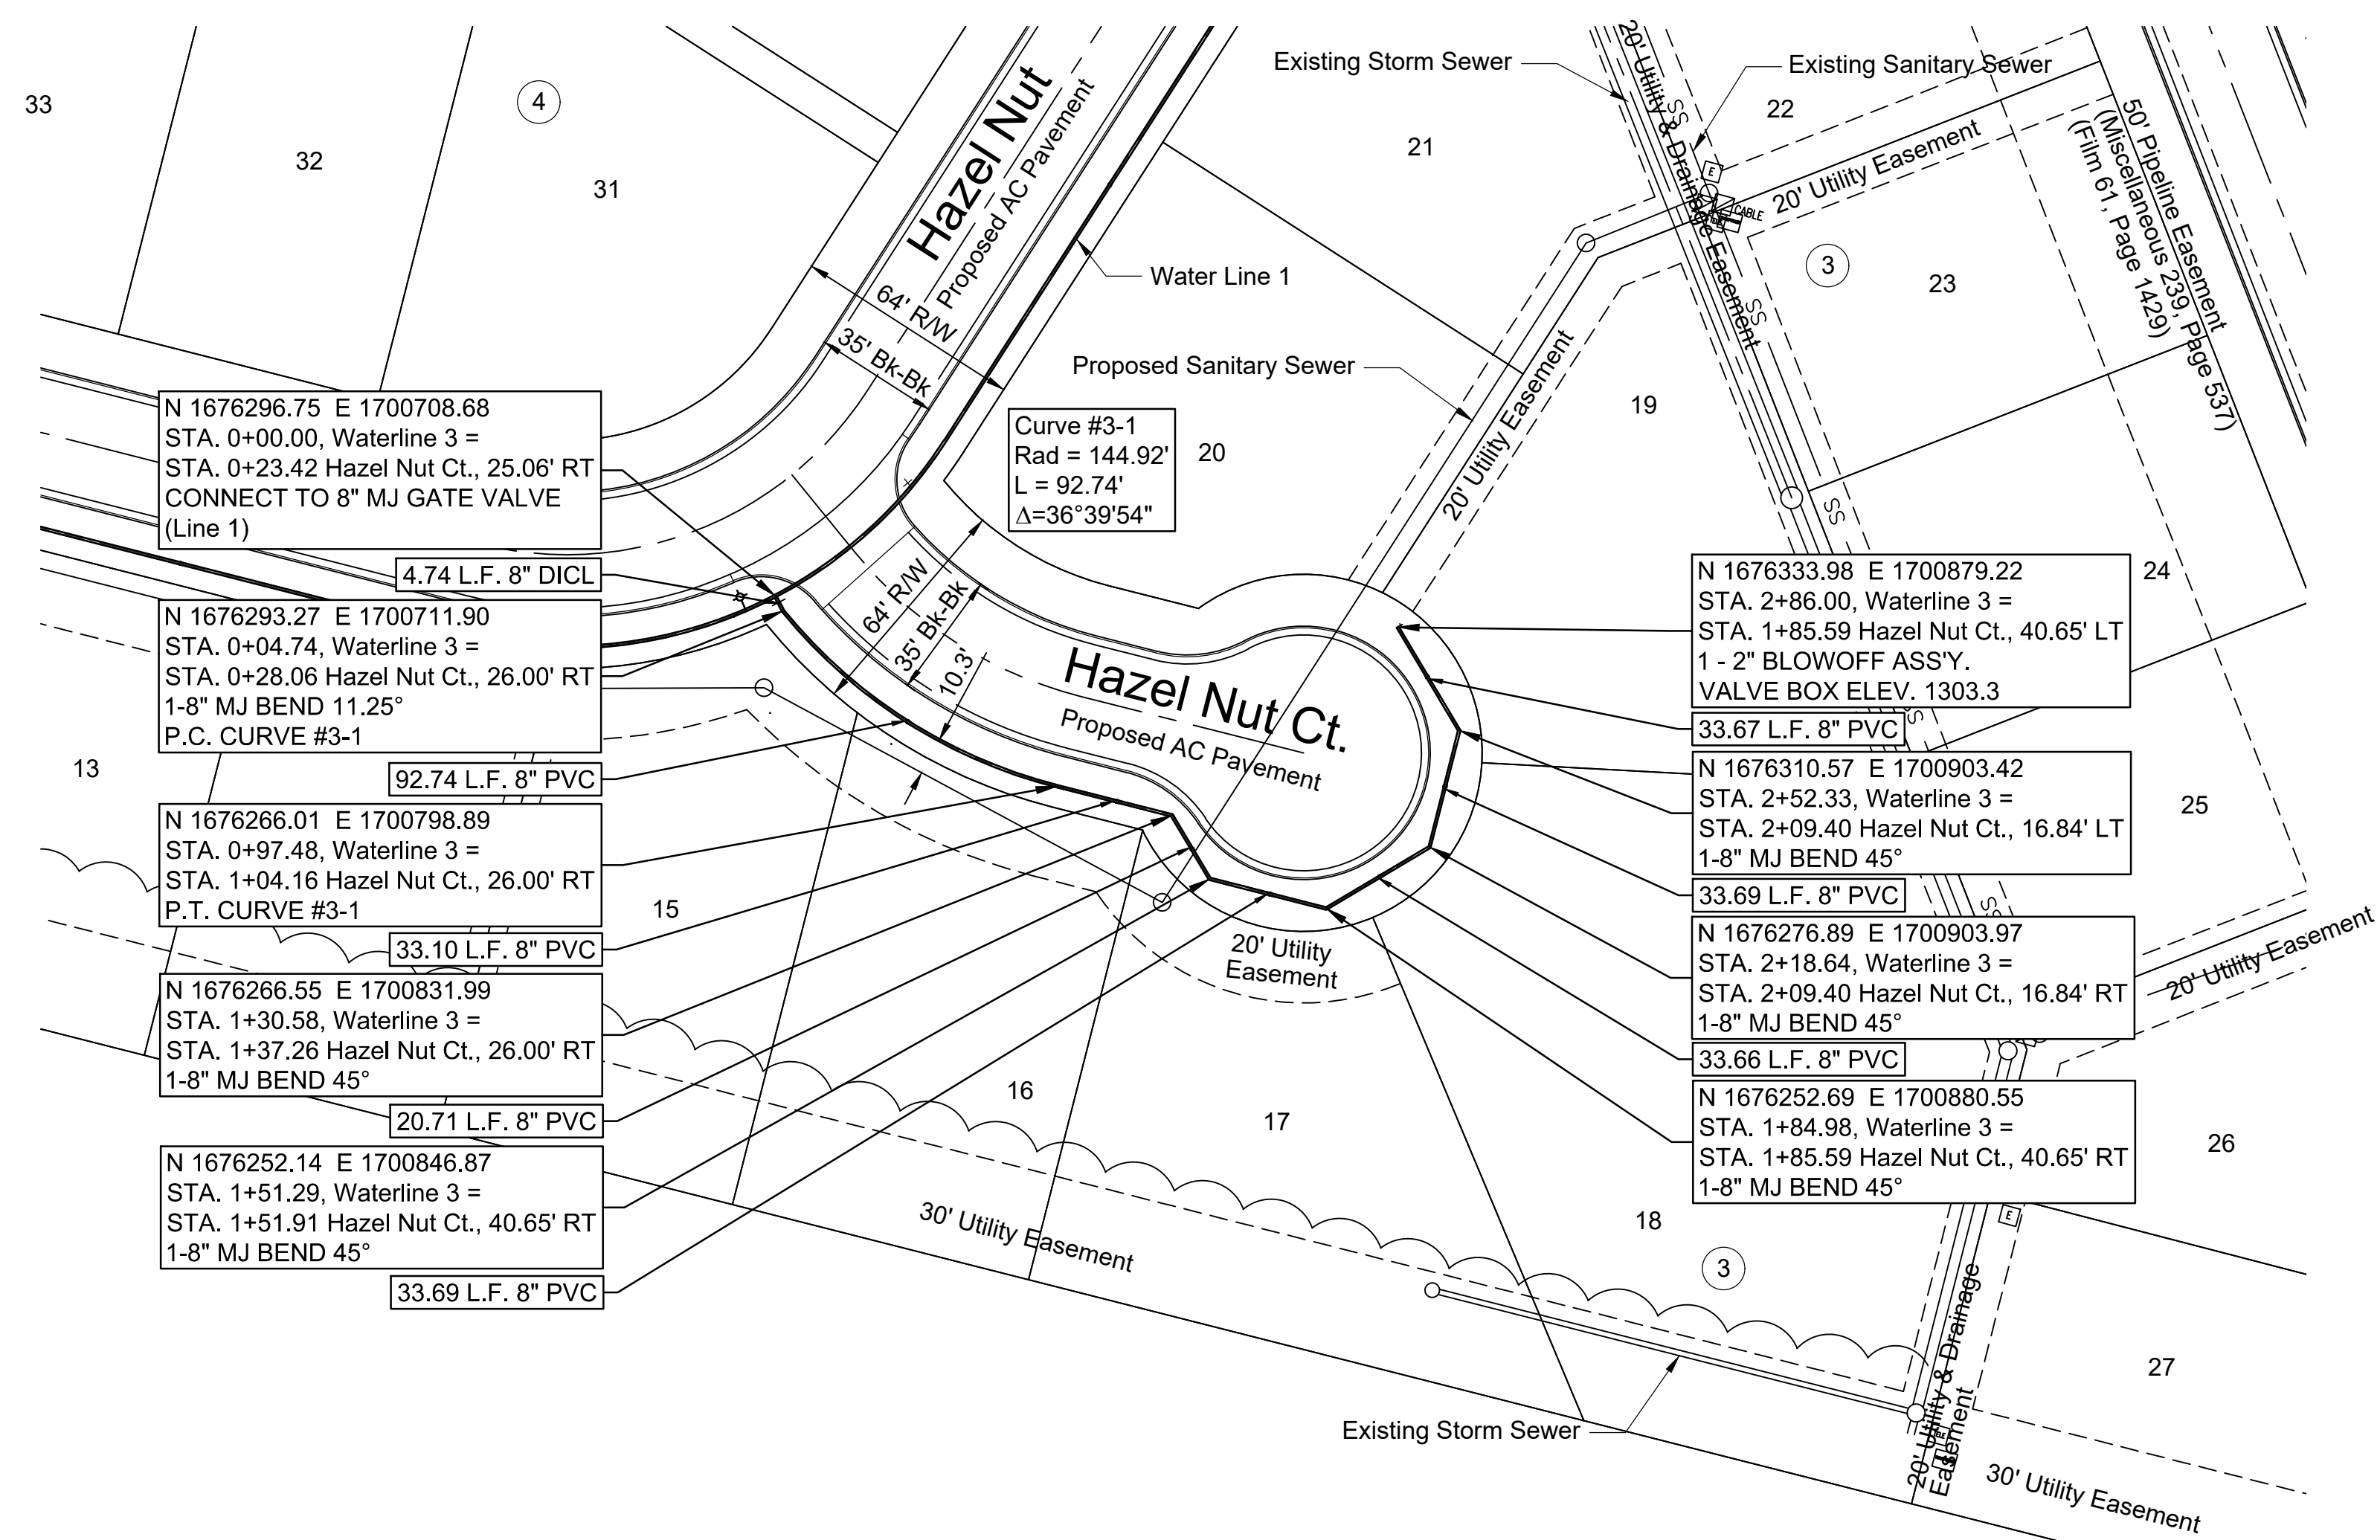 33
32
4
31
Hazel Nut
Proposed AC Pavement
64' R/W
35' Bk-Bk
Existing Storm Sewer
21
20' Utility & Drainage Easement
SS
Existing Sanitary Sewer
22
E
CABLE
20' Utility Easement
50' Pipeline Easement
(Miscellaneous 239, Page 537)
(Film 61, Page 1429)
3
23
SS
Water Line 1
Proposed Sanitary Sewer
20' Utility Easement
19
20
Curve #3-1
Rad = 144.92'
L = 92.74'
Δ=36°39'54"
N 1676296.75 E 1700708.68
STA. 0+00.00, Waterline 3 =
STA. 0+23.42 Hazel Nut Ct., 25.06' RT
CONNECT TO 8" MJ GATE VALVE
(Line 1)
4.74 L.F. 8" DICL
N 1676293.27 E 1700711.90
STA. 0+04.74, Waterline 3 =
STA. 0+28.06 Hazel Nut Ct., 26.00' RT
1-8" MJ BEND 11.25°
P.C. CURVE #3-1
92.74 L.F. 8" PVC
N 1676266.01 E 1700798.89
STA. 0+97.48, Waterline 3 =
STA. 1+04.16 Hazel Nut Ct., 26.00' RT
P.T. CURVE #3-1
33.10 L.F. 8" PVC
N 1676266.55 E 1700831.99
STA. 1+30.58, Waterline 3 =
STA. 1+37.26 Hazel Nut Ct., 26.00' RT
1-8" MJ BEND 45°
20.71 L.F. 8" PVC
N 1676252.14 E 1700846.87
STA. 1+51.29, Waterline 3 =
STA. 1+51.91 Hazel Nut Ct., 40.65' RT
1-8" MJ BEND 45°
33.69 L.F. 8" PVC
13
15
64' R/W
35' Bk-Bk
10.3'
Hazel Nut Ct.
Proposed AC Pavement
20' Utility
Easement
SS
N 1676333.98 E 1700879.22
STA. 2+86.00, Waterline 3 =
STA. 1+85.59 Hazel Nut Ct., 40.65' LT
1 - 2" BLOWOFF ASS'Y.
VALVE BOX ELEV. 1303.3
33.67 L.F. 8" PVC
SS
N 1676310.57 E 1700903.42
STA. 2+52.33, Waterline 3 =
STA. 2+09.40 Hazel Nut Ct., 16.84' LT
1-8" MJ BEND 45°
33.69 L.F. 8" PVC
SS
N 1676276.89 E 1700903.97
STA. 2+18.64, Waterline 3 =
STA. 2+09.40 Hazel Nut Ct., 16.84' RT
1-8" MJ BEND 45°
33.66 L.F. 8" PVC
N 1676252.69 E 1700880.55
STA. 1+84.98, Waterline 3 =
STA. 1+85.59 Hazel Nut Ct., 40.65' RT
1-8" MJ BEND 45°
24
25
20' Utility Easement
26
16
17
18
3
E
30' Utility Easement
Existing Storm Sewer
20' Utility & Drainage
Easement
27
30' Utility Easement